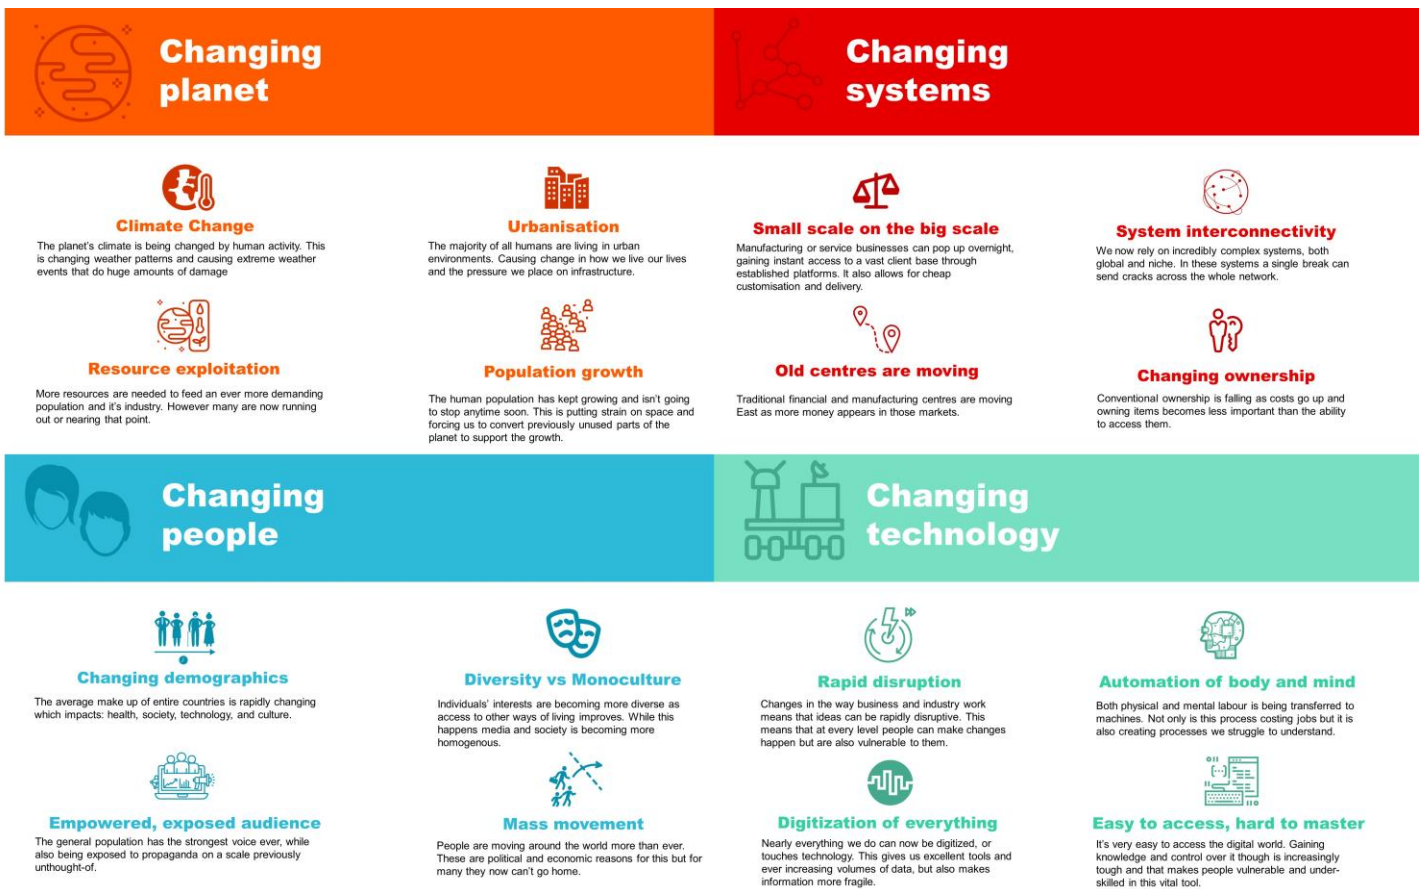 Changing
planet
Climate Change
The planet's climate is being changed by human activity. This
is changing weather patterns and causing extreme weather
events that do huge amounts of damage
Urbanisation
The majority of all humans are living in urban
environments. Causing change in how we live our lives
and the pressure we place on infrastructure.
Resource exploitation
More resources are needed to feed an ever more demanding
population and it's industry. However many are now running
out or nearing that point.
Population growth
The human population has kept growing and isn't going
to stop anytime soon. This is putting strain on space and
forcing us to convert previously unused parts of the
planet to support the growth.
Changing
systems
Small scale on the big scale
Manufacturing or service businesses can pop up overnight,
gaining instant access to a vast client base through
established platforms. It also allows for cheap
customisation and delivery.
System interconnectivity
We now rely on incredibly complex systems, both
global and niche. In these systems a single break can
send cracks across the whole network.
Old centres are moving
Traditional financial and manufacturing centres are moving
East as more money appears in those markets.
Changing ownership
Conventional ownership is falling as costs go up and
owning items becomes less important than the ability
to access them.
Changing
people
Changing demographics
The average make up of entire countries is rapidly changing
which impacts: health, society, technology, and culture.
Diversity vs Monoculture
Individuals' interests are becoming more diverse as
access to other ways of living improves. While this
happens media and society is becoming more
homogenous.
Empowered, exposed audience
The general population has the strongest voice ever, while
also being exposed to propaganda on a scale previously
unthought-of.
Mass movement
People are moving around the world more than ever.
These are political and economic reasons for this but for
many they now can't go home.
Changing
technology
Rapid disruption
Changes in the way business and industry work
means that ideas can be rapidly disruptive. This
means that at every level people can make changes
happen but are also vulnerable to them.
Automation of body and mind
Both physical and mental labour is being transferred to
machines. Not only is this process costing jobs but it is
also creating processes we struggle to understand.
Digitization of everything
Nearly everything we do can now be digitized, or
touches technology. This gives us excellent tools and
ever increasing volumes of data, but also makes
information more fragile.
Easy to access, hard to master
It's very easy to access the digital world. Gaining
knowledge and control over it though is increasingly
tough and that makes people vulnerable and under-
skilled in this vital tool.